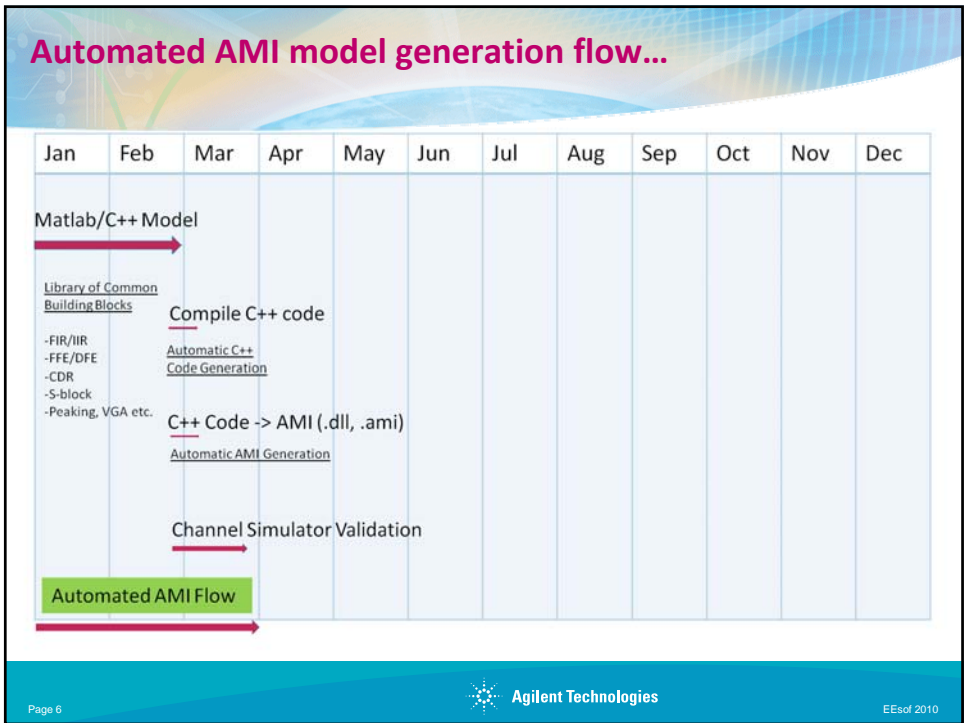 Automated AMI model generation flow...
Jan Feb Mar Apr May Jun Jul Aug Sep Oct Nov Dec
Matlab/C++ Model
Library of Common
Building Blocks
-FIR/IIR
-FFE/DFE
-CDR
-S-block
-Peaking, VGA etc.
Compile C++ code
Automatic C++
Code Generation
C++ Code -> AMI (.dll, .ami)
Automatic AMI Generation
Channel Simulator Validation
Automated AMI Flow
Page 6
Agilent Technologies
EEsof 2010